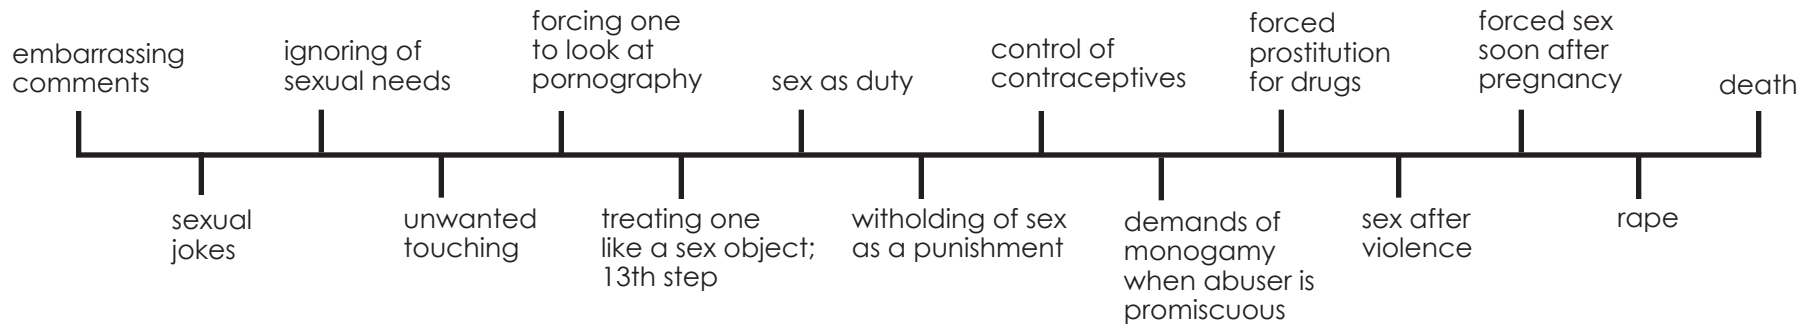 embarrassing
comments
ignoring of
sexual needs
forcing one
to look at
pornography
sex as duty
control of
contraceptives
forced
prostitution
for drugs
forced sex
soon after
pregnancy
death
sexual
jokes
unwanted
touching
treating one
like a sex object;
13th step
witholding of sex
as a punishment
demands of
monogamy
when abuser is
promiscuous
sex after
violence
rape